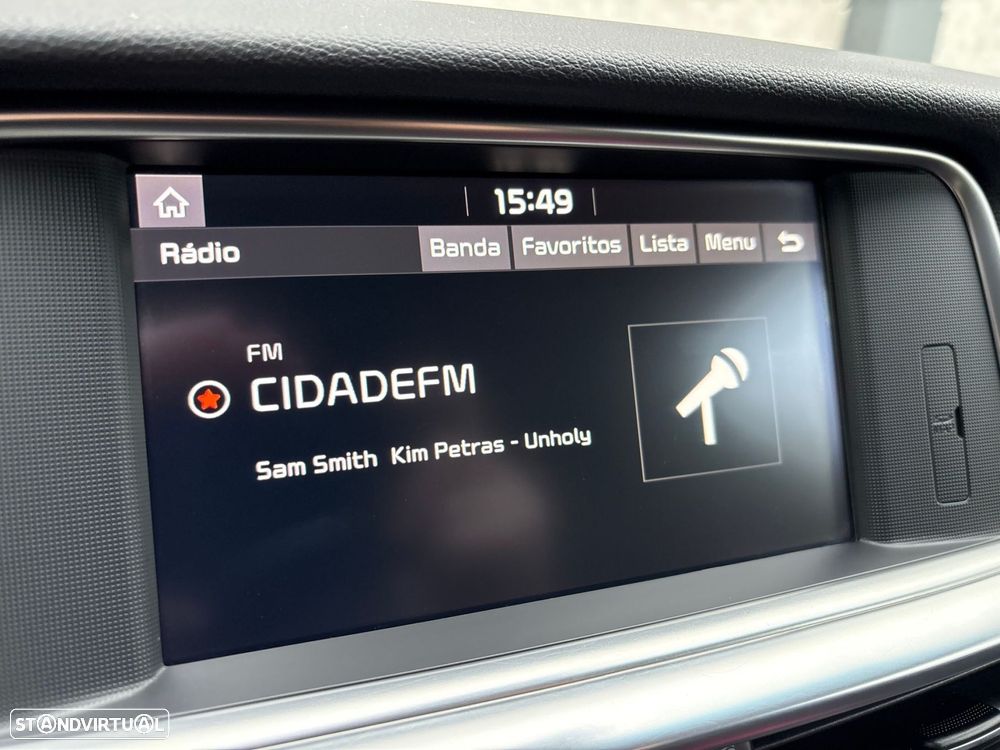 15:49
Rádio
Banda
Favoritos
Lista
Menu
FM
CIDADEFM
Sam Smith Kim Petras - Unholy
STANDVIRTUAL